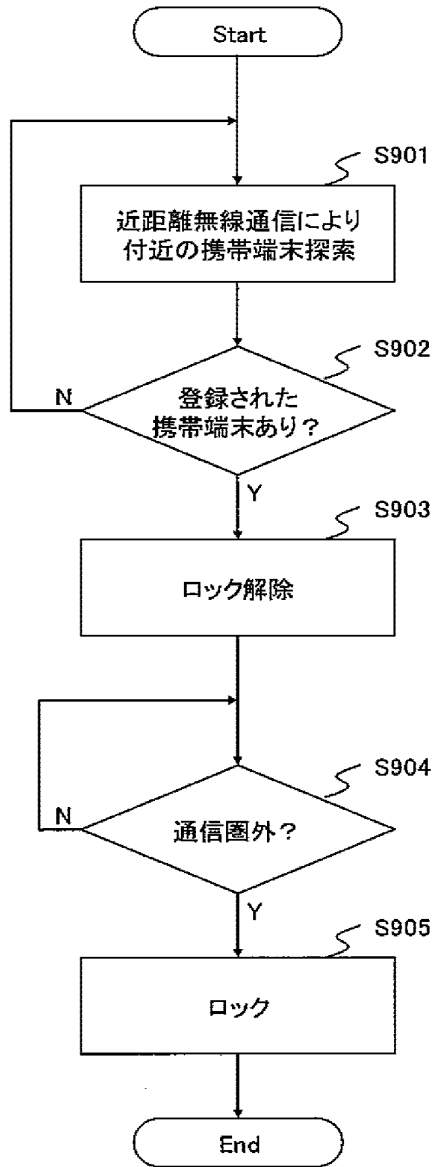 Start
S901
近距離無線通信により
付近の携帯端末探索
S902
N
登録された
携帯端末あり?
Y
S903
ロック解除
S904
N
通信圏外?
Y
S905
ロック
End